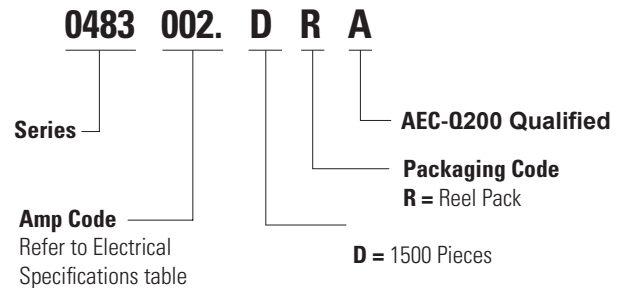 0483 002. D R A
Series
AEC-Q200 Qualified
Packaging Code
R = Reel Pack
Amp Code
Refer to Electrical
Specifications table
D = 1500 Pieces